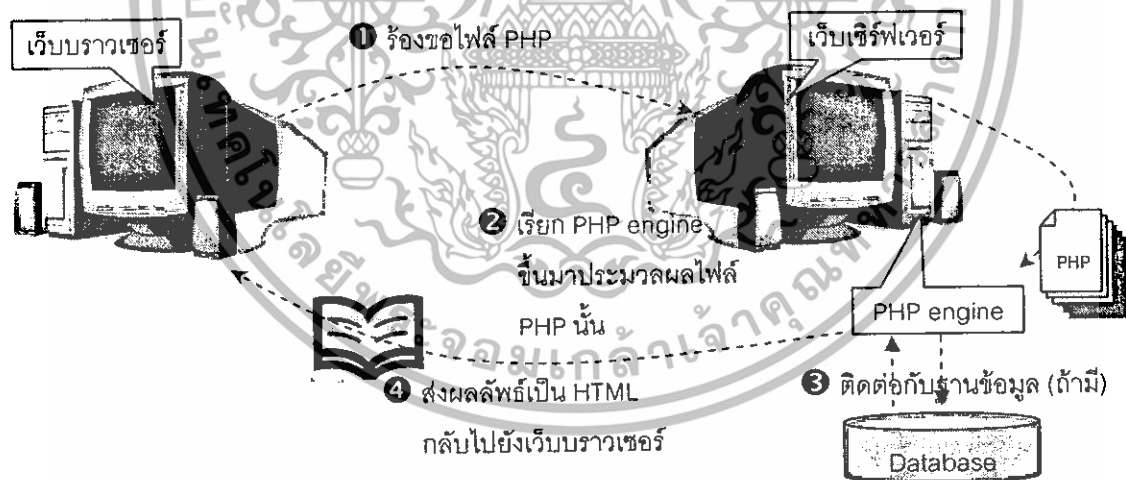 เว็บบราวเซอร์
❶ ร้องขอไฟล์ PHP
เว็บเซิร์ฟเวอร์
❷ เรียก PHP engine
ขึ้นมาประมวลผลไฟล์
PHP นั้น
PHP
PHP engine
❸ ติดต่อกับฐานข้อมูล (ถ้ามี)
❹ ส่งผลลัพธ์เป็น HTML
กลับไปยังเว็บบราวเซอร์
Database